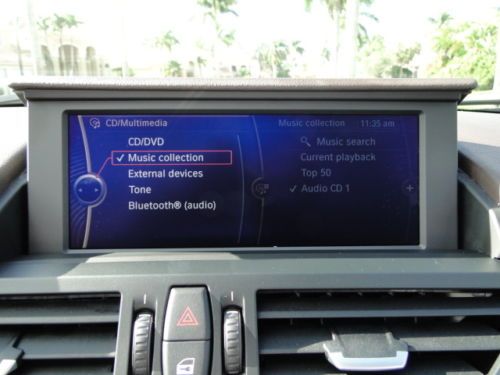 CD/Multimedia
CD/DVD
Music collection
External devices
Tone
Bluetooth® (audio)
Music collection 11:35 am
Music search
Current playback
Top 50
Audio CD 1